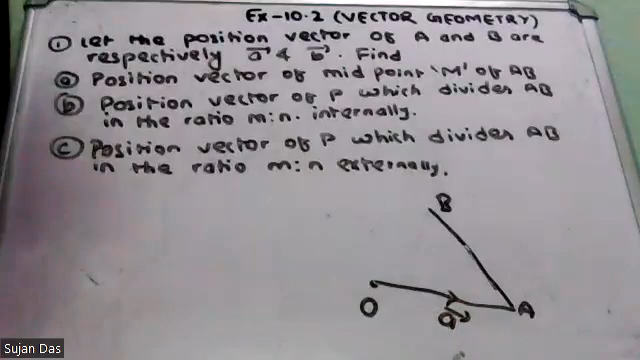 Ex-10.2 (VECTOR GEOMETRY)
① Let the position vector of A and B are
respectively a⃗ & b⃗. Find
ⓐ Position vector of mid point 'M' of AB
ⓑ Position vector of P which divides AB
in the ratio m:n. internally.
ⓒ Position vector of P which divides AB
in the ratio m:n externally.
B
O
a⃗
A
Sujan Das